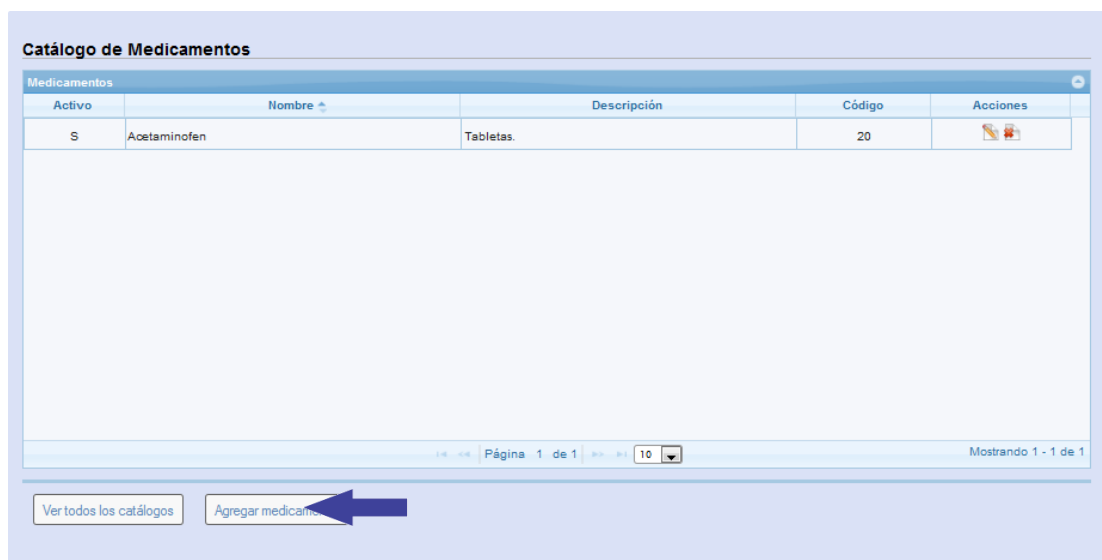 Catálogo de Medicamentos
Medicamentos
Activo Nombre Descripción Código Acciones
S Acetaminofen Tabletas. 20
Página 1 de 1 10 Mostrando 1 - 1 de 1
Ver todos los catálogos Agregar